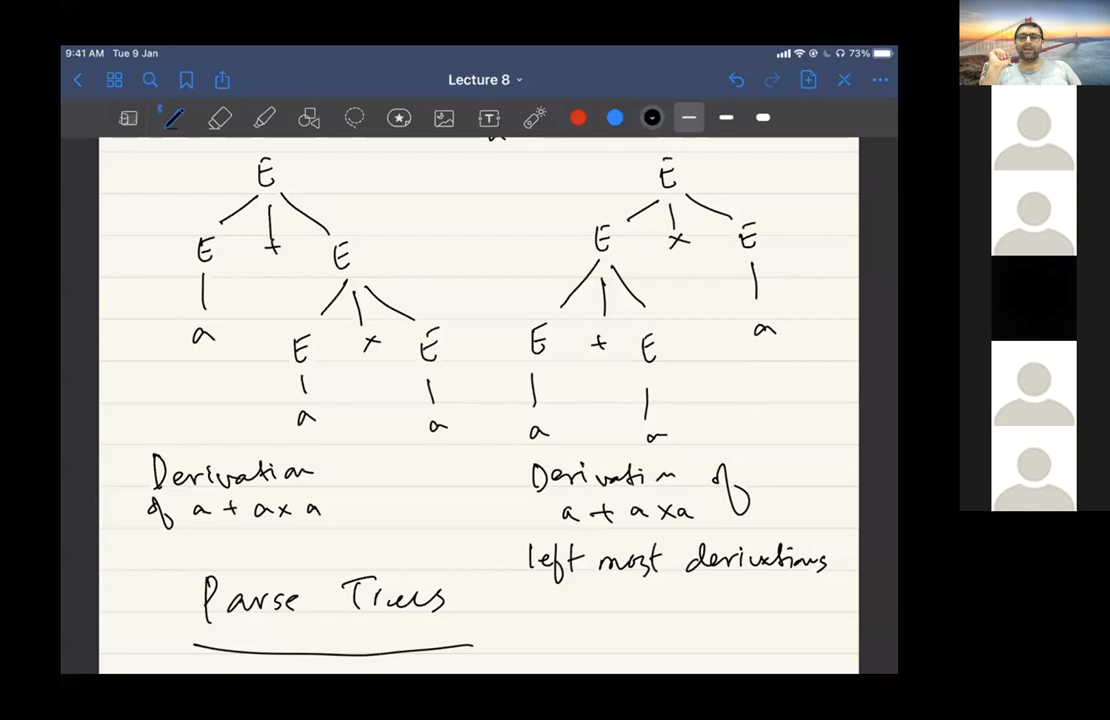 9:41 AM Tue 9 Jan
73%
Lecture 8
E E
E + E E × E
a E × E E + E a
a a a a
Derivation Derivation of
of a + a × a a + a × a
left most derivations
Parse Trees